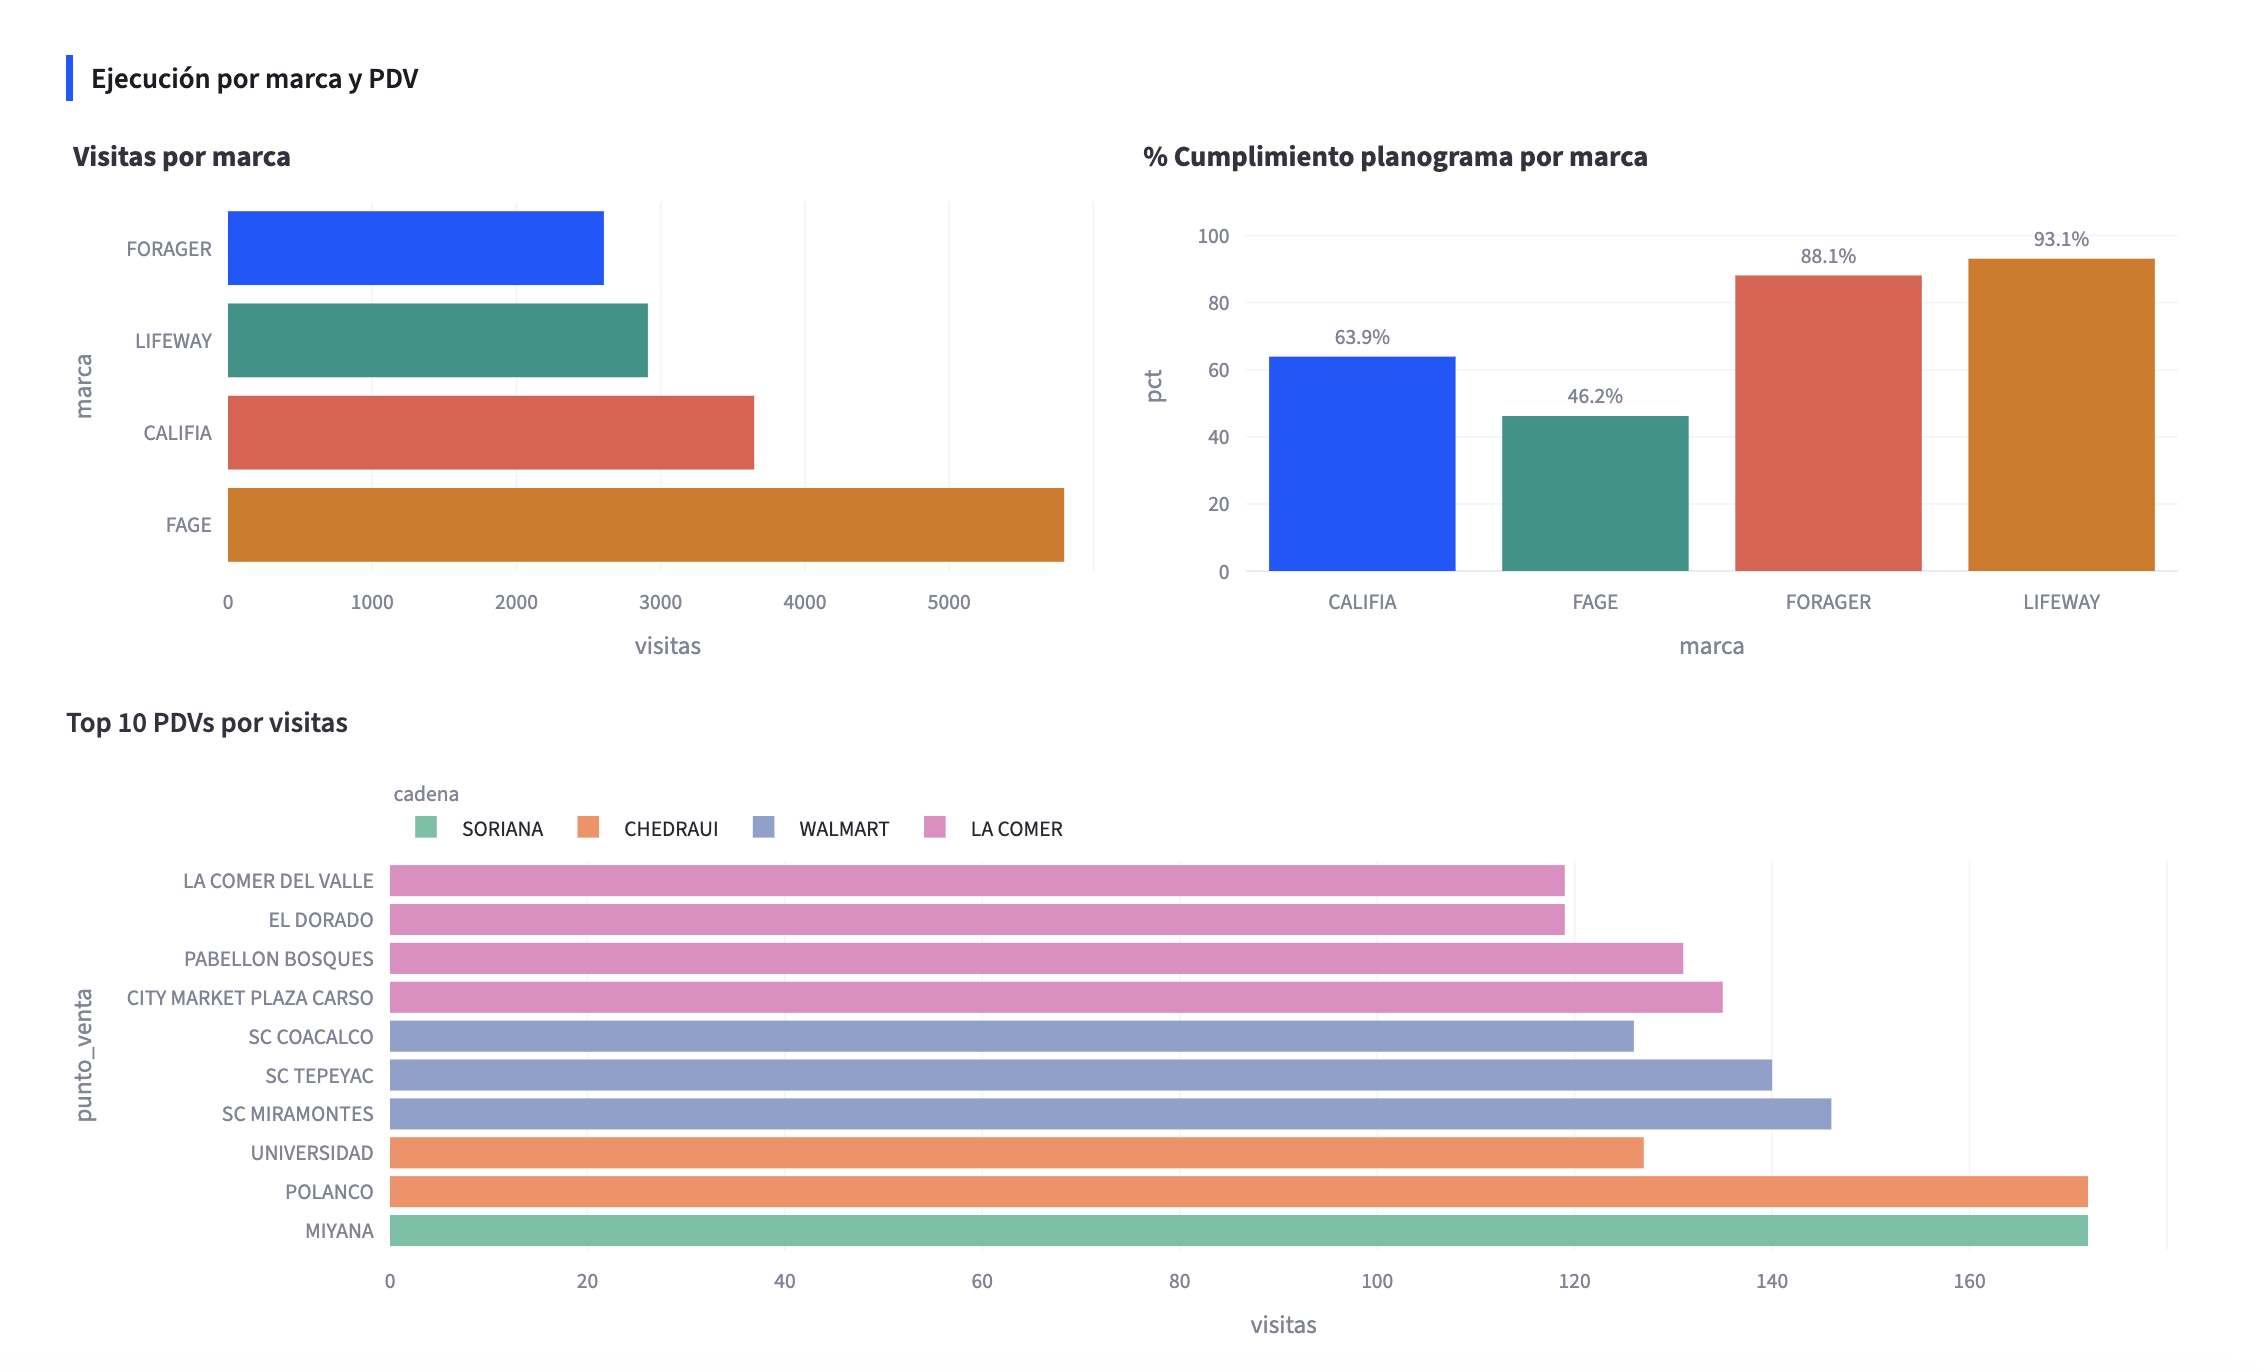 Ejecución por marca y PDV
Visitas por marca
marca
FORAGER
LIFEWAY
CALIFIA
FAGE
0 1000 2000 3000 4000 5000
visitas
% Cumplimiento planograma por marca
pct
100
80
60
40
20
0
63.9%
46.2%
88.1%
93.1%
CALIFIA FAGE FORAGER LIFEWAY
marca
Top 10 PDVs por visitas
cadena
SORIANA CHEDRAUI WALMART LA COMER
punto_venta
LA COMER DEL VALLE
EL DORADO
PABELLON BOSQUES
CITY MARKET PLAZA CARSO
SC COACALCO
SC TEPEYAC
SC MIRAMONTES
UNIVERSIDAD
POLANCO
MIYANA
0 20 40 60 80 100 120 140 160
visitas